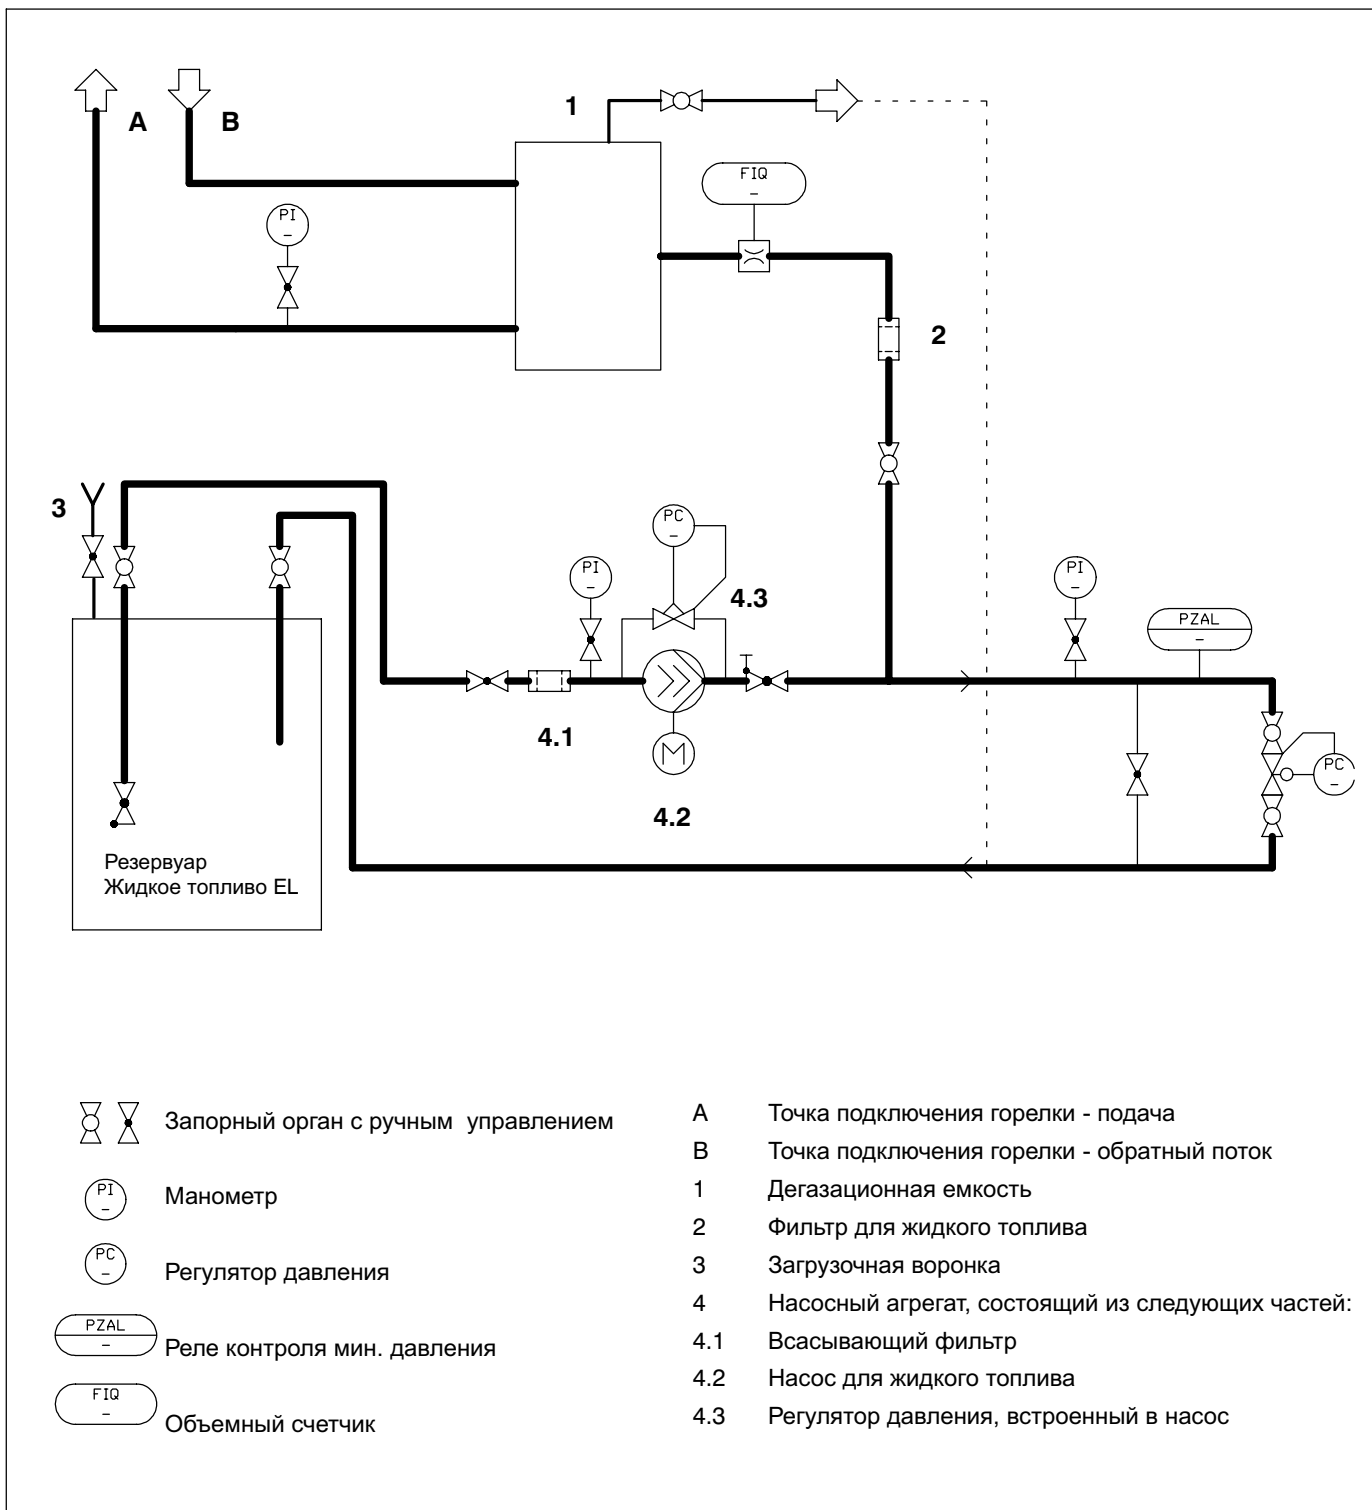 A
B
1
FIQ
–
PI
–
2
3
PC
–
PI
–
4.3
PI
–
PZAL
–
4.1
M
PC
–
4.2
Резервуар
Жидкое топливо EL
Запорный орган с ручным управлением
PI
–
Манометр
PC
–
Регулятор давления
PZAL
–
Реле контроля мин. давления
FIQ
–
Объемный счетчик
A Точка подключения горелки - подача
B Точка подключения горелки - обратный поток
1 Дегазационная емкость
2 Фильтр для жидкого топлива
3 Загрузочная воронка
4 Насосный агрегат, состоящий из следующих частей:
4.1 Всасывающий фильтр
4.2 Насос для жидкого топлива
4.3 Регулятор давления, встроенный в насос